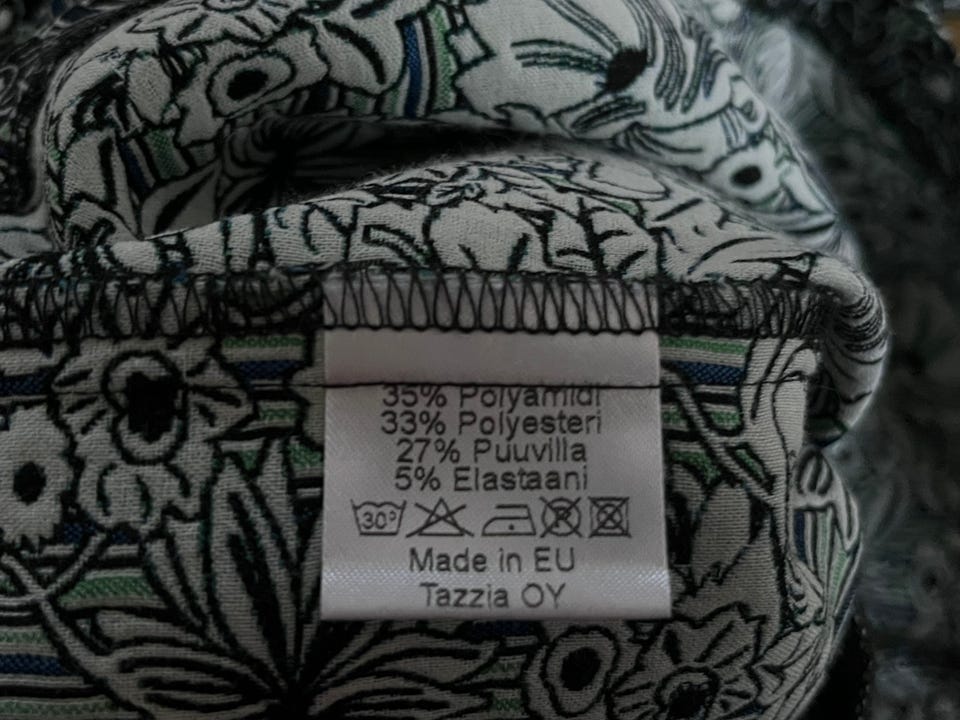 35% Polyamidi
33% Polyesteri
27% Puuvilla
5% Elastaani
30°
Made in EU
Tazzia OY